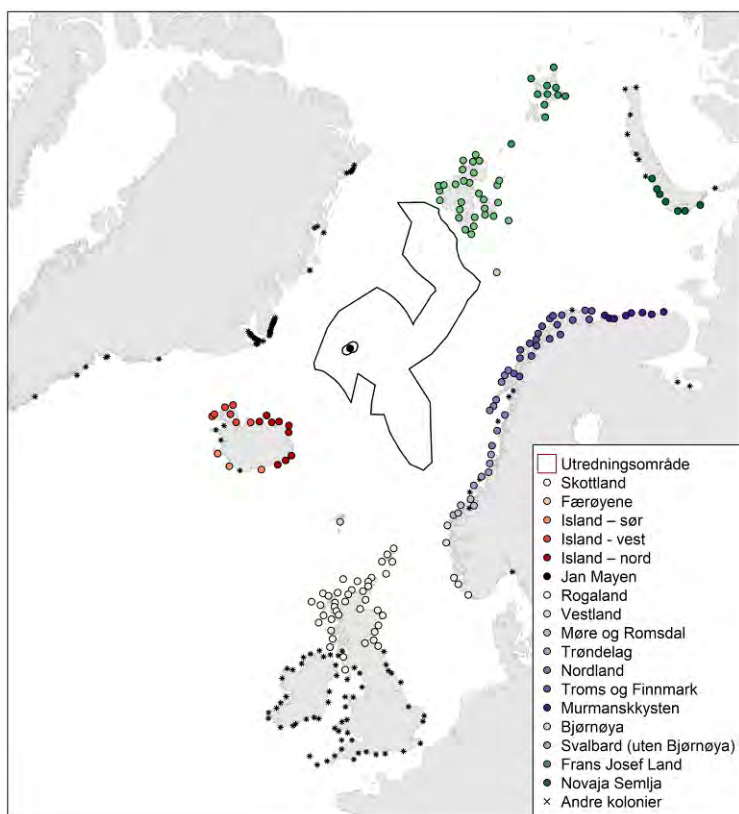 Utredningsområde
Skottland
Færøyene
Island – sør
Island - vest
Island – nord
Jan Mayen
Rogaland
Vestland
Møre og Romsdal
Trøndelag
Nordland
Troms og Finnmark
Murmanskkysten
Bjørnøya
Svalbard (uten Bjørnøya)
Frans Josef Land
Novaja Semlja
Andre kolonier